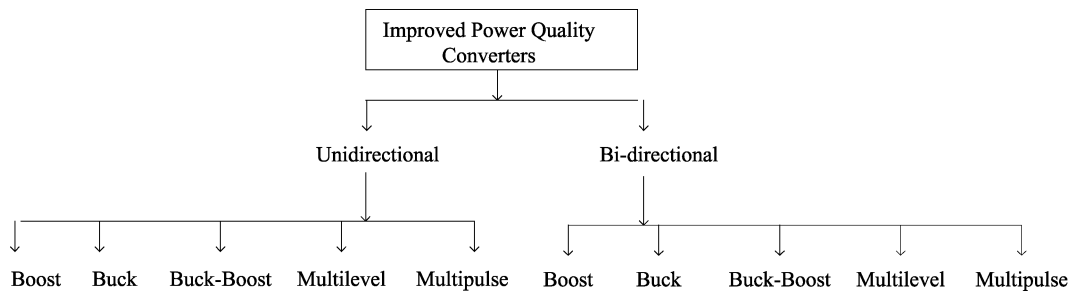 Improved Power Quality
Converters
Unidirectional Bi-directional
Boost Buck Buck-Boost Multilevel Multipulse Boost Buck Buck-Boost Multilevel Multipulse